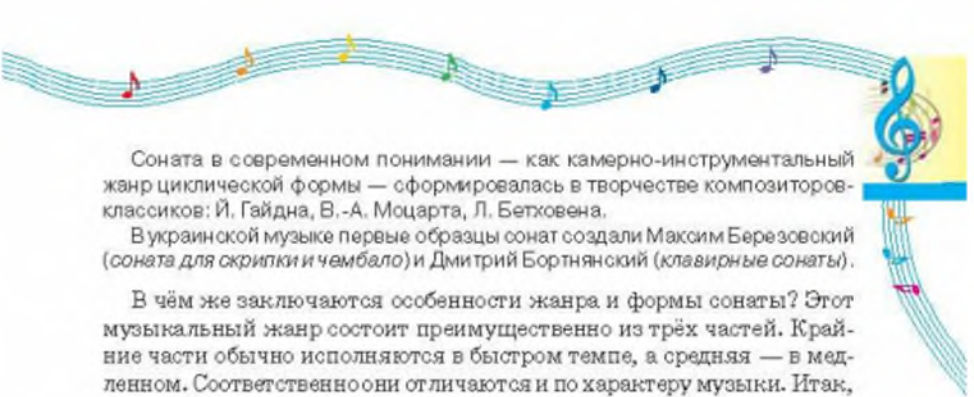 Соната в современном понимании — как камерно-инструментальный
жанр циклической формы — сформировалась в творчестве композиторов-
классиков: Й. Гайдна, В.-А. Моцарта, Л. Бетховена.
В украинской музыке первые образцы сонат создали Максим Березовский
(соната для скрипки и чембало) и Дмитрий Бортнянский (клавирные сонаты).
В чём же заключаются особенности жанра и формы сонаты? Этот
музыкальный жанр состоит преимущественно из трёх частей. Край-
ние части обычно исполняются в быстром темпе, а средняя — в мед-
ленном. Соответственно они отличаются и по характеру музыки. Итак,